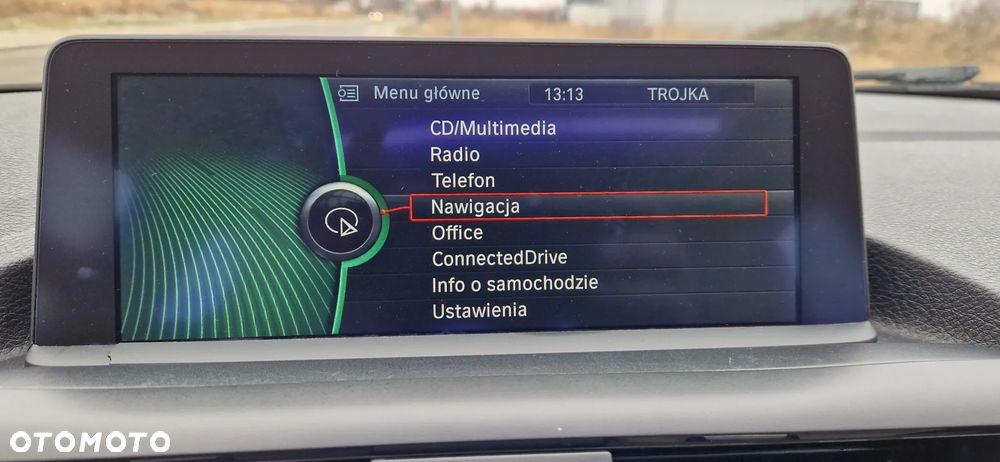 Menu główne 13:13 TROJKA
CD/Multimedia
Radio
Telefon
Nawigacja
Office
ConnectedDrive
Info o samochodzie
Ustawienia
OTOMOTO